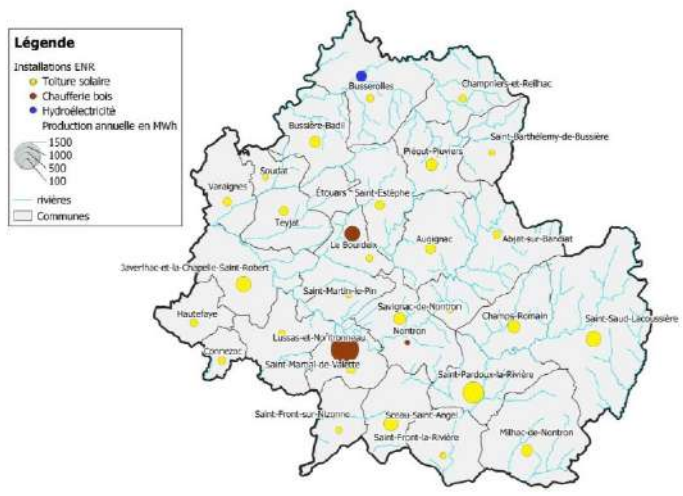 Légende
Installations ENR
Toiture solaire
Chaufferie bois
Hydroélectricité
Production annuelle en MWh
1500
1000
500
100
rivières
Communes
Busserolles
Champniers-et-Reilhac
Bussière-Badil
Saint-Barthélemy-de-Bussière
Piégut-Pluviers
Soudat
Varaignes
Étouars
Saint-Estèphe
Teyjat
Le Bourdeix
Augignac
Abjat-sur-Bandiat
Javerlhac-et-la-Chapelle-Saint-Robert
Saint-Martin-le-Pin
Hautefaye
Savignac-de-Nontron
Champs-Romain
Saint-Saud-Lacoussière
Lussas-et-Nontronneau
Nontron
Connezac
Saint-Martial-de-Valette
Saint-Pardoux-la-Rivière
Saint-Front-sur-Nizonne
Sceau-Saint-Angel
Saint-Front-la-Rivière
Milhac-de-Nontron